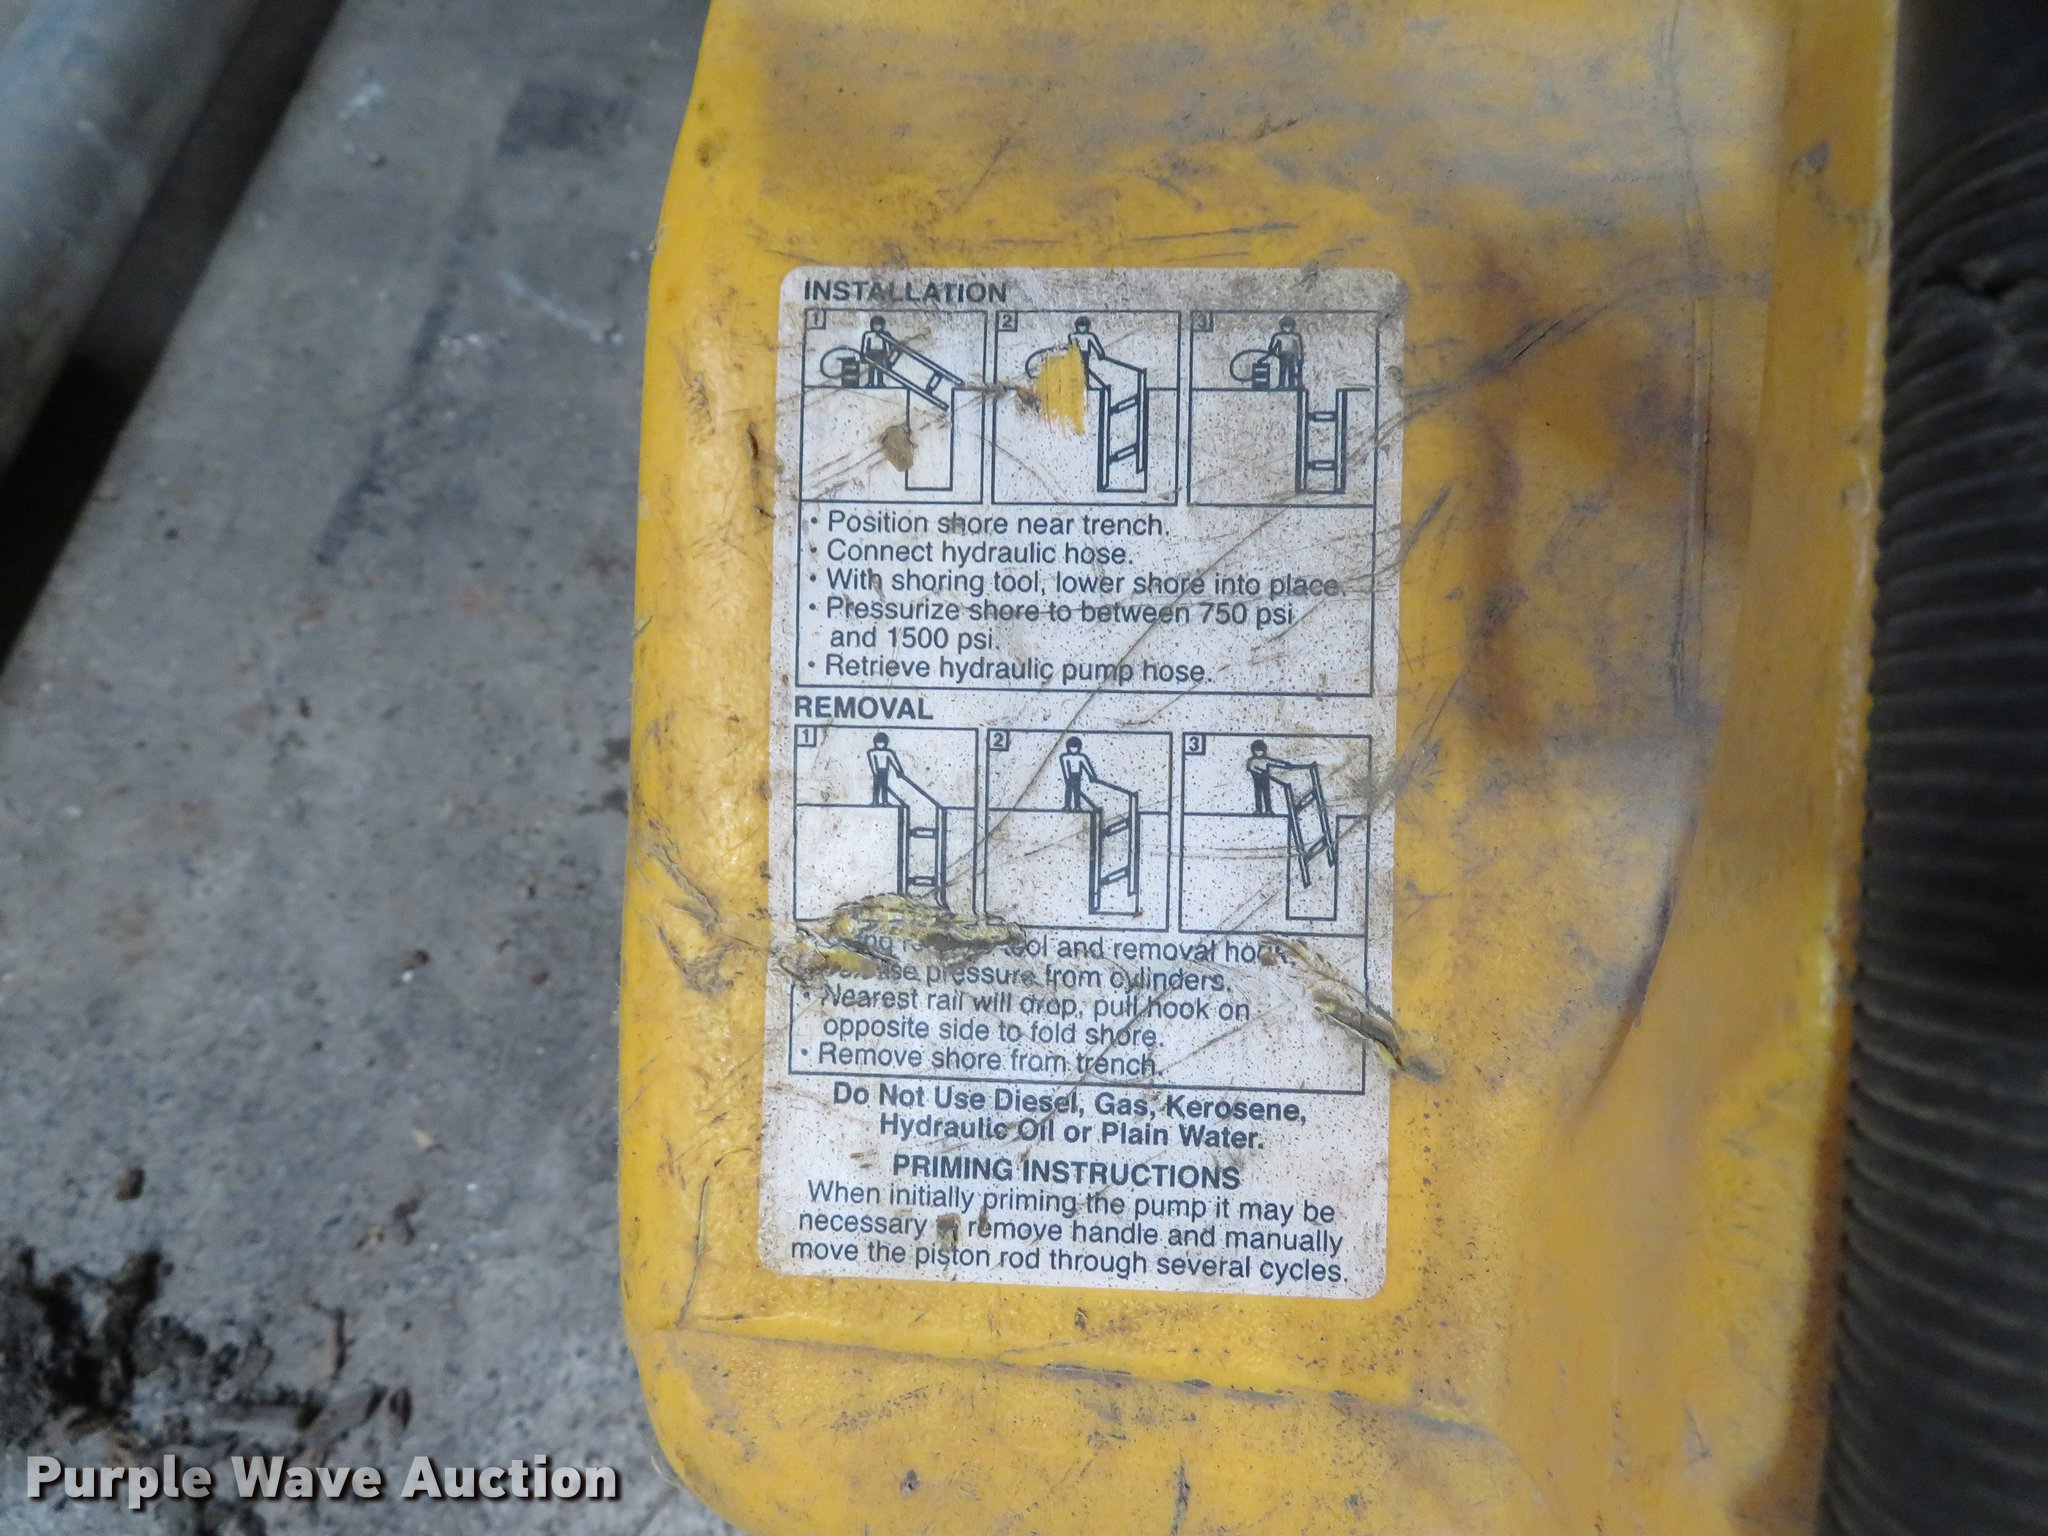 INSTALLATION
1 2 3
• Position shore near trench.
• Connect hydraulic hose.
• With shoring tool, lower shore into place.
• Pressurize shore to between 750 psi
and 1500 psi.
• Retrieve hydraulic pump hose.
REMOVAL
1 2 3
and removal
pressure from cylinders.
• Nearest rail will drop, pull hook on
opposite side to fold shore.
• Remove shore from trench.
Do Not Use Diesel, Gas, Kerosene,
Hydraulic Oil or Plain Water.
PRIMING INSTRUCTIONS
When initially priming the pump it may be
necessary remove handle and manually
move the piston rod through several cycles.
Purple Wave Auction